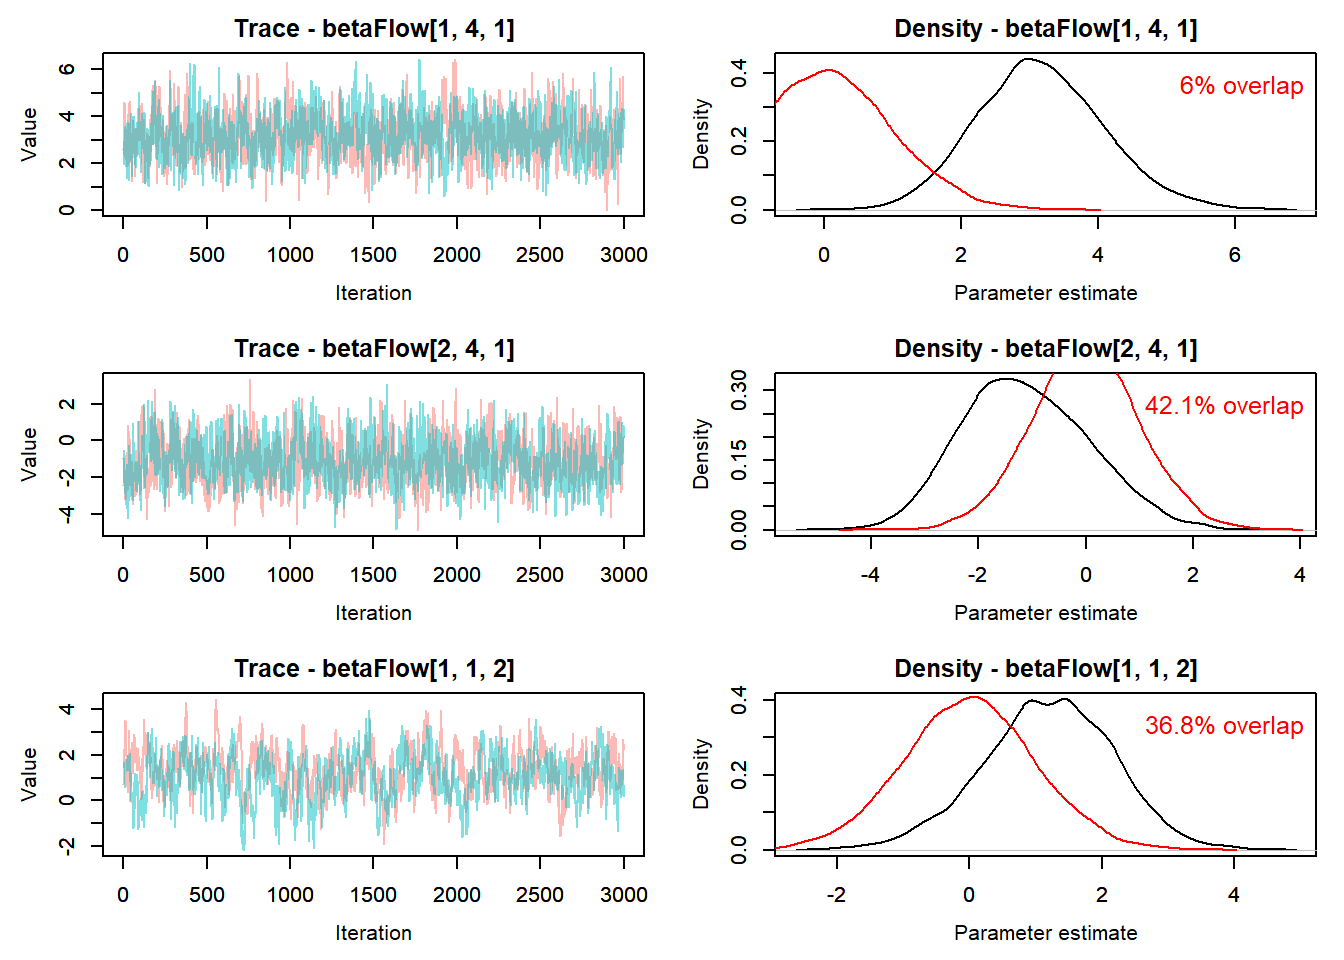 Trace - betaFlow[1, 4, 1]
Value
0 2 4 6
0 500 1000 1500 2000 2500 3000
Iteration
Density - betaFlow[1, 4, 1]
Density
0.0 0.2 0.4
6% overlap
0 2 4 6
Parameter estimate
Trace - betaFlow[2, 4, 1]
Value
-4 -2 0 2
0 500 1000 1500 2000 2500 3000
Iteration
Density - betaFlow[2, 4, 1]
Density
0.00 0.15 0.30
42.1% overlap
-4 -2 0 2 4
Parameter estimate
Trace - betaFlow[1, 1, 2]
Value
-2 0 2 4
0 500 1000 1500 2000 2500 3000
Iteration
Density - betaFlow[1, 1, 2]
Density
0.0 0.2 0.4
36.8% overlap
-2 0 2 4
Parameter estimate